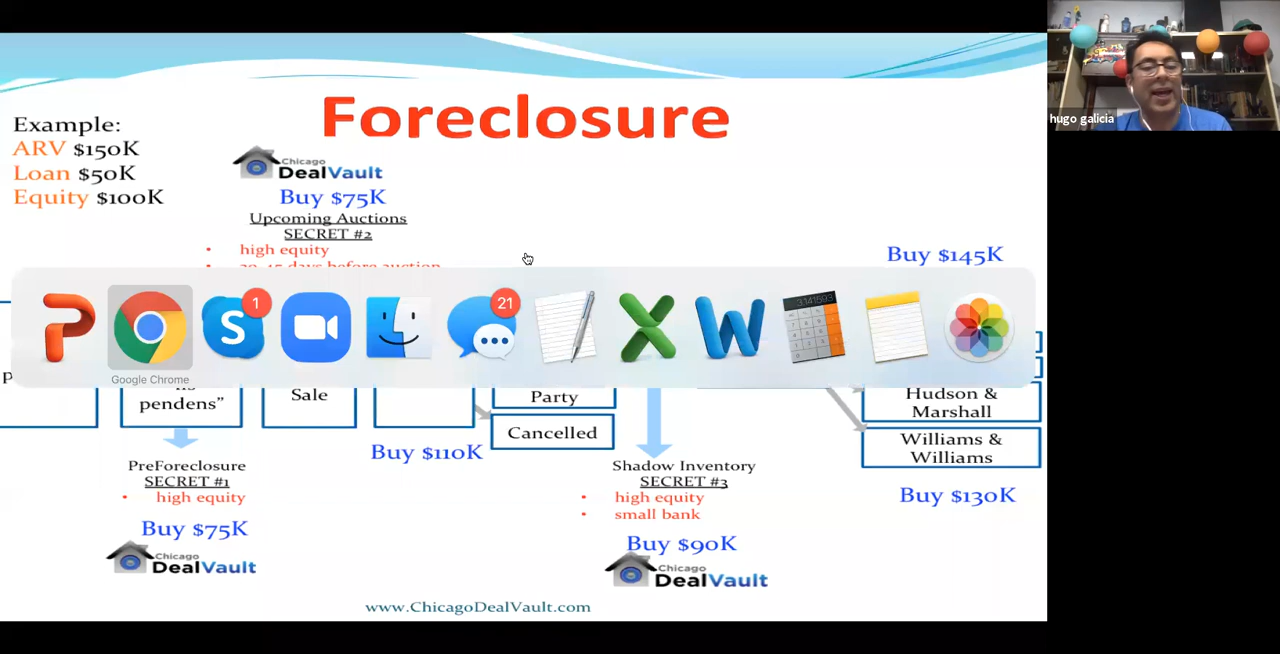 Foreclosure
Example:
ARV $150K
Loan $50K
Equity $100K
Chicago
DealVault
Buy $75K
Upcoming Auctions
SECRET #2
• high equity
Buy $145K
1
21
3.141593
Google Chrome
pendens”
Sale
Party
Cancelled
Hudson &
Marshall
Williams &
Williams
Buy $110K
Buy $130K
PreForeclosure
SECRET #1
• high equity
Buy $75K
Chicago
DealVault
Shadow Inventory
SECRET #3
• high equity
• small bank
Buy $90K
Chicago
DealVault
www.ChicagoDealVault.com
hugo galicia